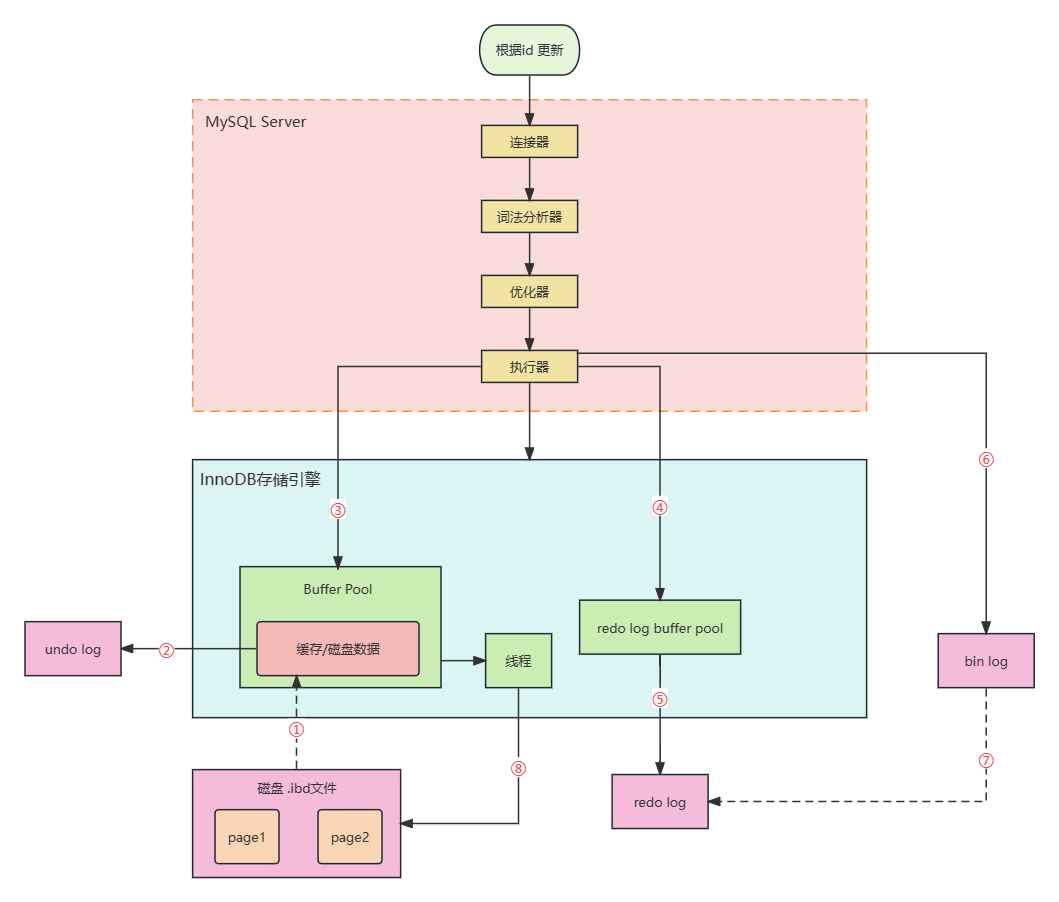 根据id 更新
MySQL Server
连接器
词法分析器
优化器
执行器
⑥
InnoDB存储引擎
③
④
Buffer Pool
缓存/磁盘数据
redo log buffer pool
undo log
②
线程
bin log
①
⑤
⑧
⑦
磁盘 .ibd文件
page1
page2
redo log